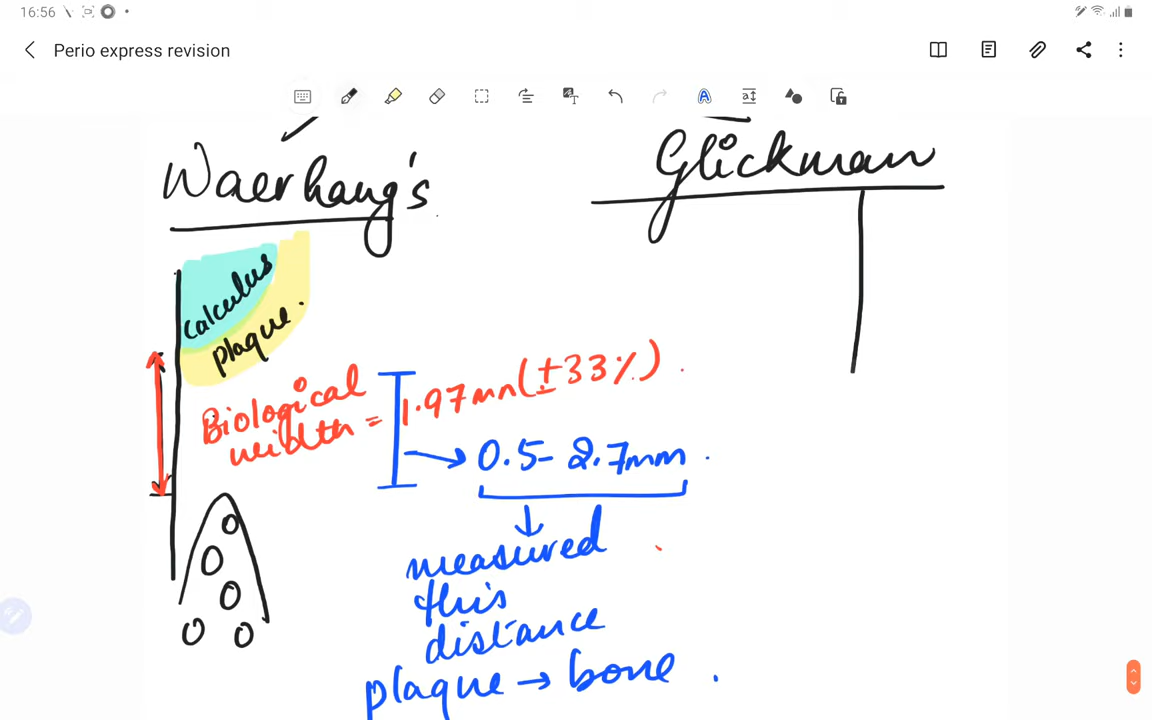 16:56
Perio express revision
Waerhaug's
Glickman
calculus
plaque.
Biological
width = 1.97mm (±33%).
0.5 - 2.7mm.
measured
this
distance
plaque → bone.